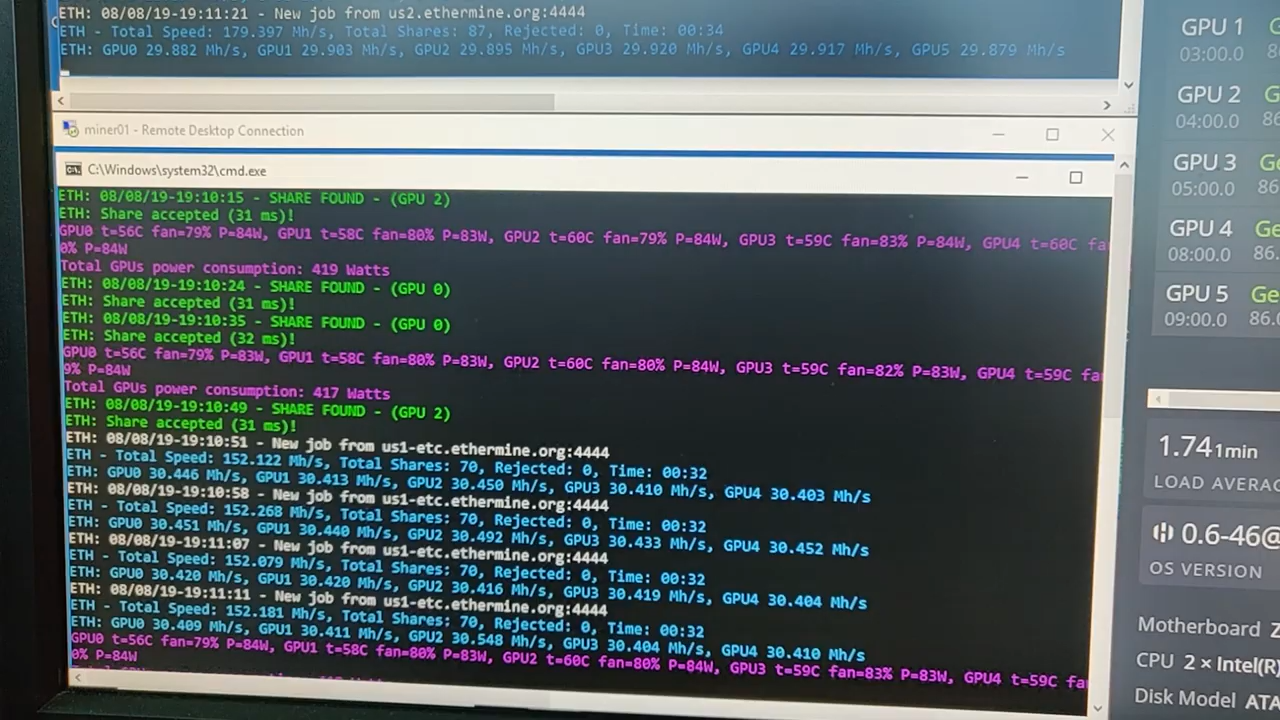 ETH: 08/08/19-19:11:21 - New job from us2.ethermine.org:4444
ETH - Total Speed: 179.397 Mh/s, Total Shares: 87, Rejected: 0, Time: 00:34
ETH: GPU0 29.882 Mh/s, GPU1 29.903 Mh/s, GPU2 29.895 Mh/s, GPU3 29.920 Mh/s, GPU4 29.917 Mh/s, GPU5 29.879 Mh/s
miner01 - Remote Desktop Connection
C:\Windows\system32\cmd.exe
ETH: 08/08/19-19:10:15 - SHARE FOUND - (GPU 2)
ETH: Share accepted (31 ms)!
GPU0 t=56C fan=79% P=84W, GPU1 t=58C fan=80% P=83W, GPU2 t=60C fan=79% P=84W, GPU3 t=59C fan=83% P=84W, GPU4 t=60C fa
0% P=84W
Total GPUs power consumption: 419 Watts
ETH: 08/08/19-19:10:24 - SHARE FOUND - (GPU 0)
ETH: Share accepted (31 ms)!
ETH: 08/08/19-19:10:35 - SHARE FOUND - (GPU 0)
ETH: Share accepted (32 ms)!
GPU0 t=56C fan=79% P=83W, GPU1 t=58C fan=80% P=83W, GPU2 t=60C fan=80% P=84W, GPU3 t=59C fan=82% P=83W, GPU4 t=59C fa
9% P=84W
Total GPUs power consumption: 417 Watts
ETH: 08/08/19-19:10:49 - SHARE FOUND - (GPU 2)
ETH: Share accepted (31 ms)!
ETH: 08/08/19-19:10:51 - New job from us1-etc.ethermine.org:4444
ETH - Total Speed: 152.122 Mh/s, Total Shares: 70, Rejected: 0, Time: 00:32
ETH: GPU0 30.446 Mh/s, GPU1 30.413 Mh/s, GPU2 30.450 Mh/s, GPU3 30.410 Mh/s, GPU4 30.403 Mh/s
ETH: 08/08/19-19:10:58 - New job from us1-etc.ethermine.org:4444
ETH - Total Speed: 152.268 Mh/s, Total Shares: 70, Rejected: 0, Time: 00:32
ETH: GPU0 30.451 Mh/s, GPU1 30.440 Mh/s, GPU2 30.492 Mh/s, GPU3 30.433 Mh/s, GPU4 30.452 Mh/s
ETH: 08/08/19-19:11:07 - New job from us1-etc.ethermine.org:4444
ETH - Total Speed: 152.079 Mh/s, Total Shares: 70, Rejected: 0, Time: 00:32
ETH: GPU0 30.420 Mh/s, GPU1 30.420 Mh/s, GPU2 30.416 Mh/s, GPU3 30.419 Mh/s, GPU4 30.404 Mh/s
ETH: 08/08/19-19:11:11 - New job from us1-etc.ethermine.org:4444
ETH - Total Speed: 152.181 Mh/s, Total Shares: 70, Rejected: 0, Time: 00:32
ETH: GPU0 30.409 Mh/s, GPU1 30.411 Mh/s, GPU2 30.548 Mh/s, GPU3 30.404 Mh/s, GPU4 30.410 Mh/s
GPU0 t=56C fan=79% P=84W, GPU1 t=58C fan=80% P=83W, GPU2 t=60C fan=80% P=84W, GPU3 t=59C fan=83% P=83W, GPU4 t=59C fa
0% P=84W
GPU 1 G
03:00.0 86
GPU 2 G
04:00.0 86
GPU 3 Ge
05:00.0 86
GPU 4 Ge
08:00.0 86.
GPU 5 Ge
09:00.0 86.0
1.74 1min
LOAD AVERAG
0.6-46@
OS VERSION
Motherboard Z
CPU 2 × Intel(R)
Disk Model ATA